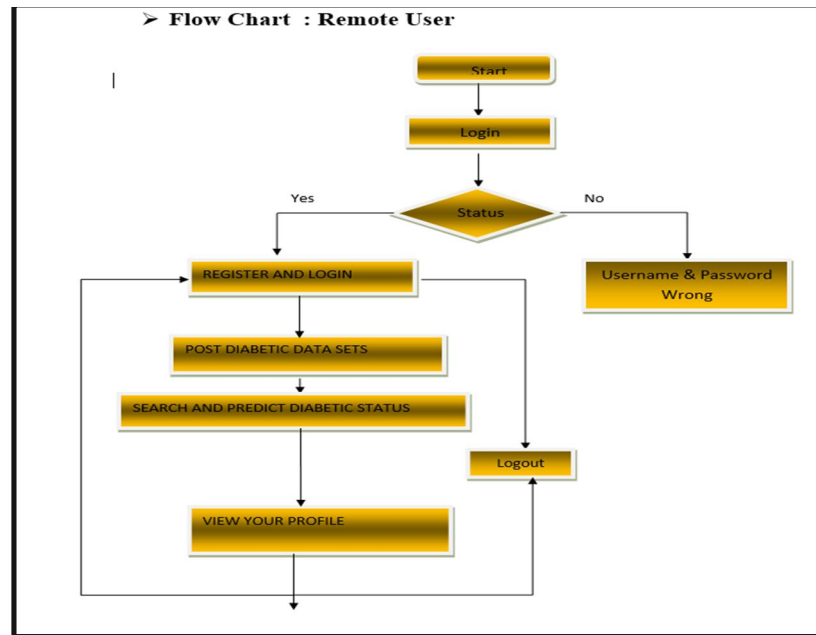 ➢ Flow Chart : Remote User
Start
Login
Status
Yes
No
REGISTER AND LOGIN
Username & Password
Wrong
POST DIABETIC DATA SETS
SEARCH AND PREDICT DIABETIC STATUS
Logout
VIEW YOUR PROFILE